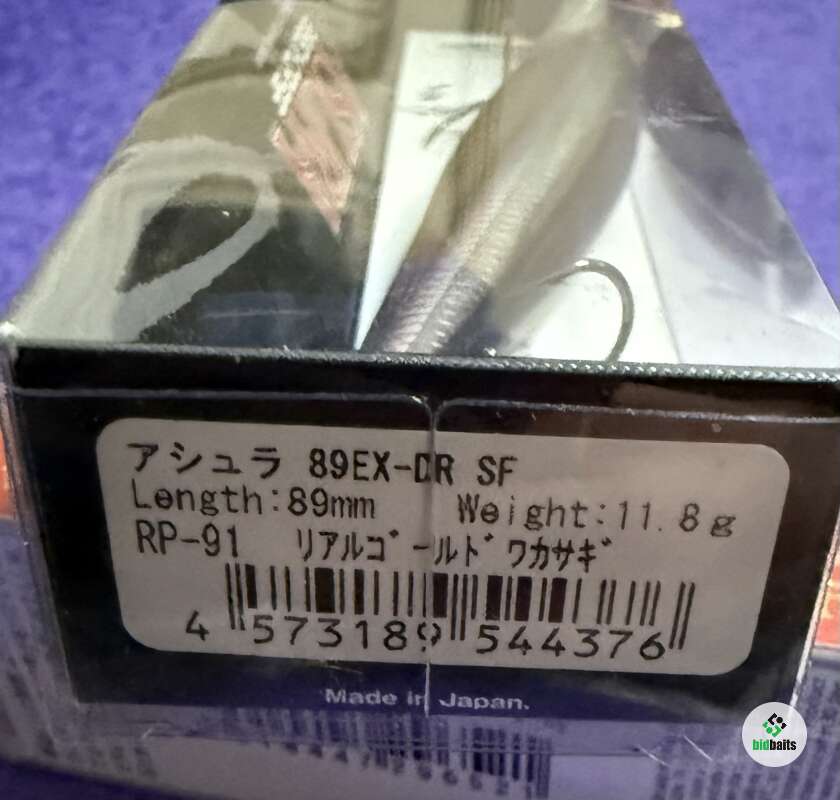 アシュラ 89EX-DR SF
Length:89mm Weight:11.8g
RP-91 ﾘｱﾙｺﾞｰﾙﾄﾞﾜｶｻｷﾞ
4 573189 544376
Made in Japan.
bidbaits